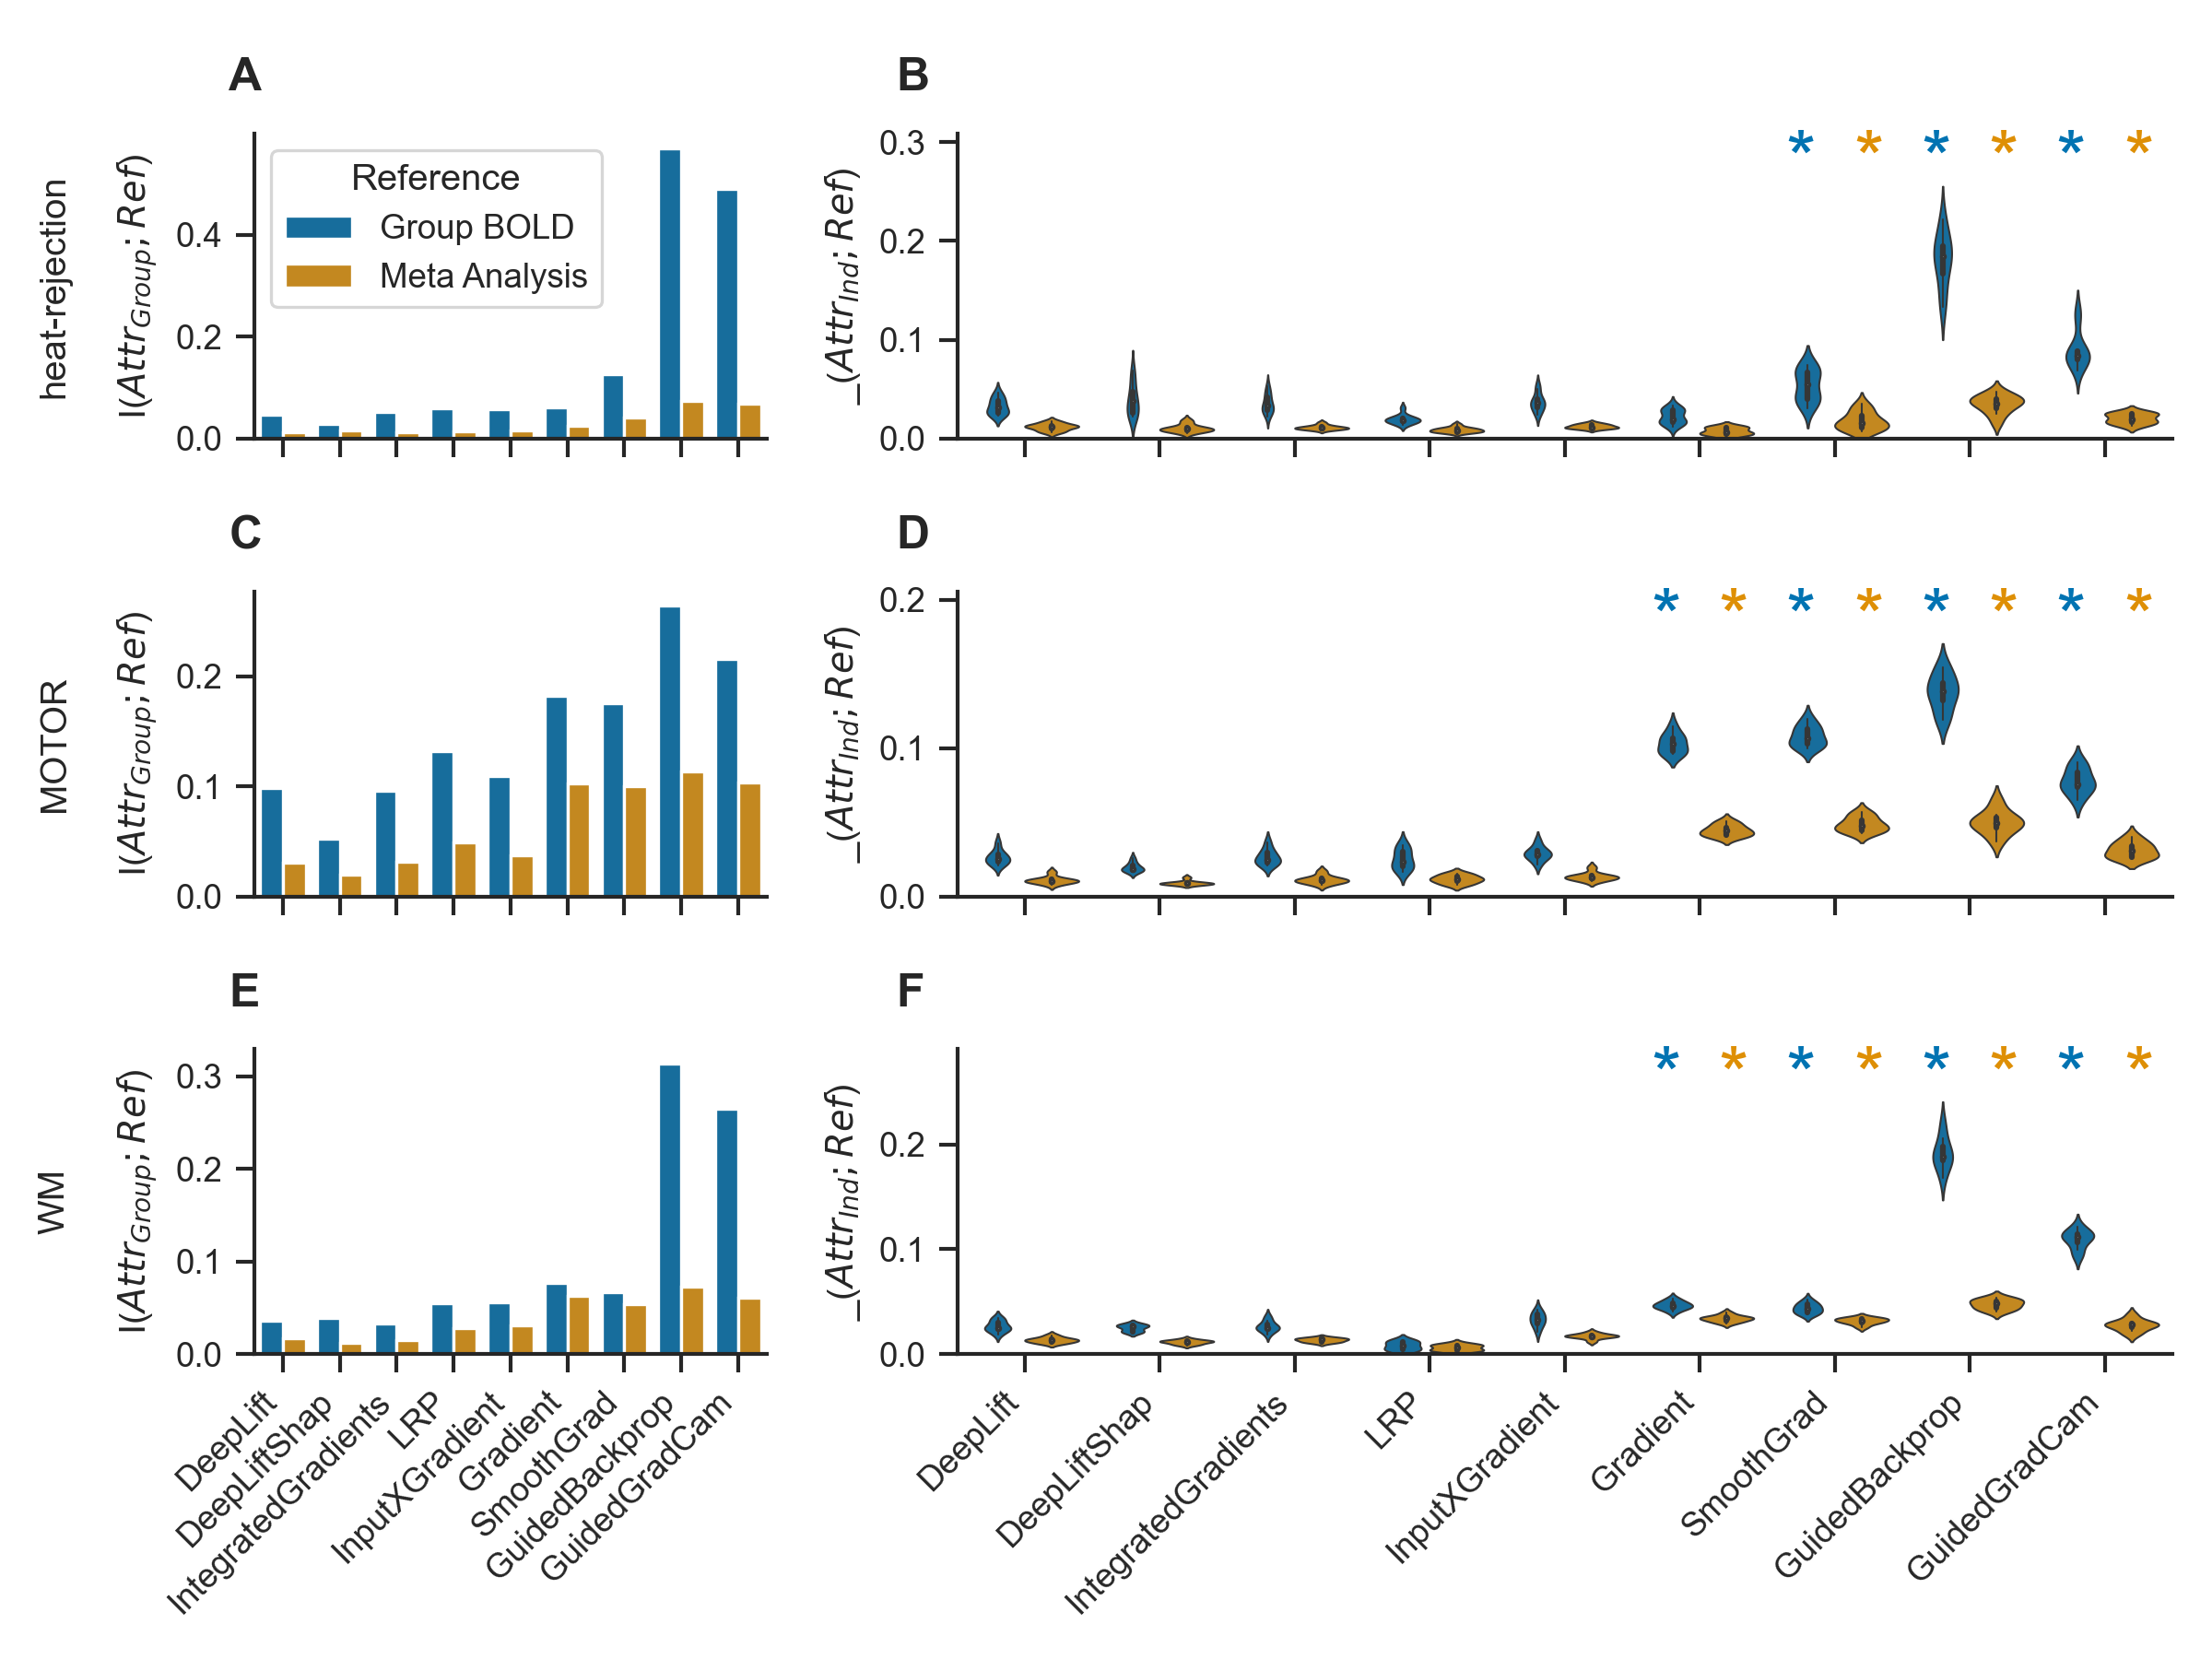 A
heat-rejection
I(Attr_Group; Ref)
0.4
0.2
0.0
Reference
Group BOLD
Meta Analysis
B
_(Attr_Ind; Ref)
0.3
0.2
0.1
0.0
* * * * * *
C
MOTOR
I(Attr_Group; Ref)
0.2
0.1
0.0
D
_(Attr_Ind; Ref)
0.2
0.1
0.0
* * * * * * * *
E
WM
I(Attr_Group; Ref)
0.3
0.2
0.1
0.0
DeepLift
DeepLiftShap
IntegratedGradients
LRP
InputXGradient
Gradient
SmoothGrad
GuidedBackprop
GuidedGradCam
F
_(Attr_Ind; Ref)
0.2
0.1
0.0
* * * * * * * *
DeepLift
DeepLiftShap
IntegratedGradients
LRP
InputXGradient
Gradient
SmoothGrad
GuidedBackprop
GuidedGradCam